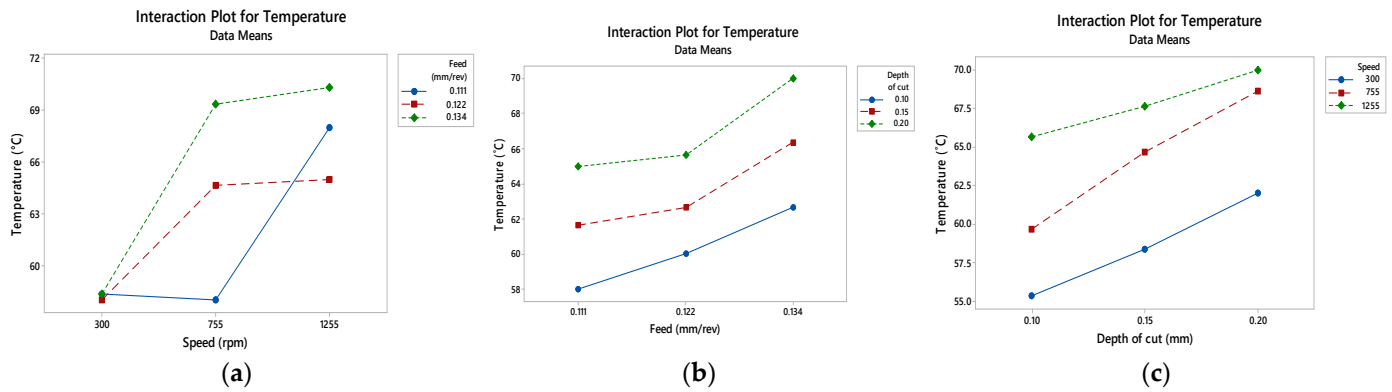 Interaction Plot for Temperature
Data Means
72
69
66
63
60
Temperature (°C)
300
755
1255
Speed (rpm)
Feed
(mm/rev)
0.111
0.122
0.134
(a)
Interaction Plot for Temperature
Data Means
70
68
66
64
62
60
58
Temperature (°C)
0.111
0.122
0.134
Feed (mm/rev)
Depth
of cut
0.10
0.15
0.20
(b)
Interaction Plot for Temperature
Data Means
70.0
67.5
65.0
62.5
60.0
57.5
55.0
Temperature (°C)
0.10
0.15
0.20
Depth of cut (mm)
Speed
300
755
1255
(c)